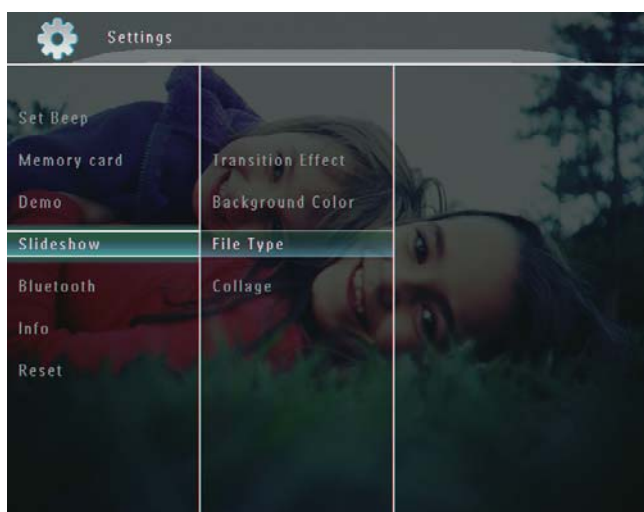 Settings
Set Beep
Memory card
Demo
Slideshow
Bluetooth
Info
Reset
Transition Effect
Background Color
File Type
Collage